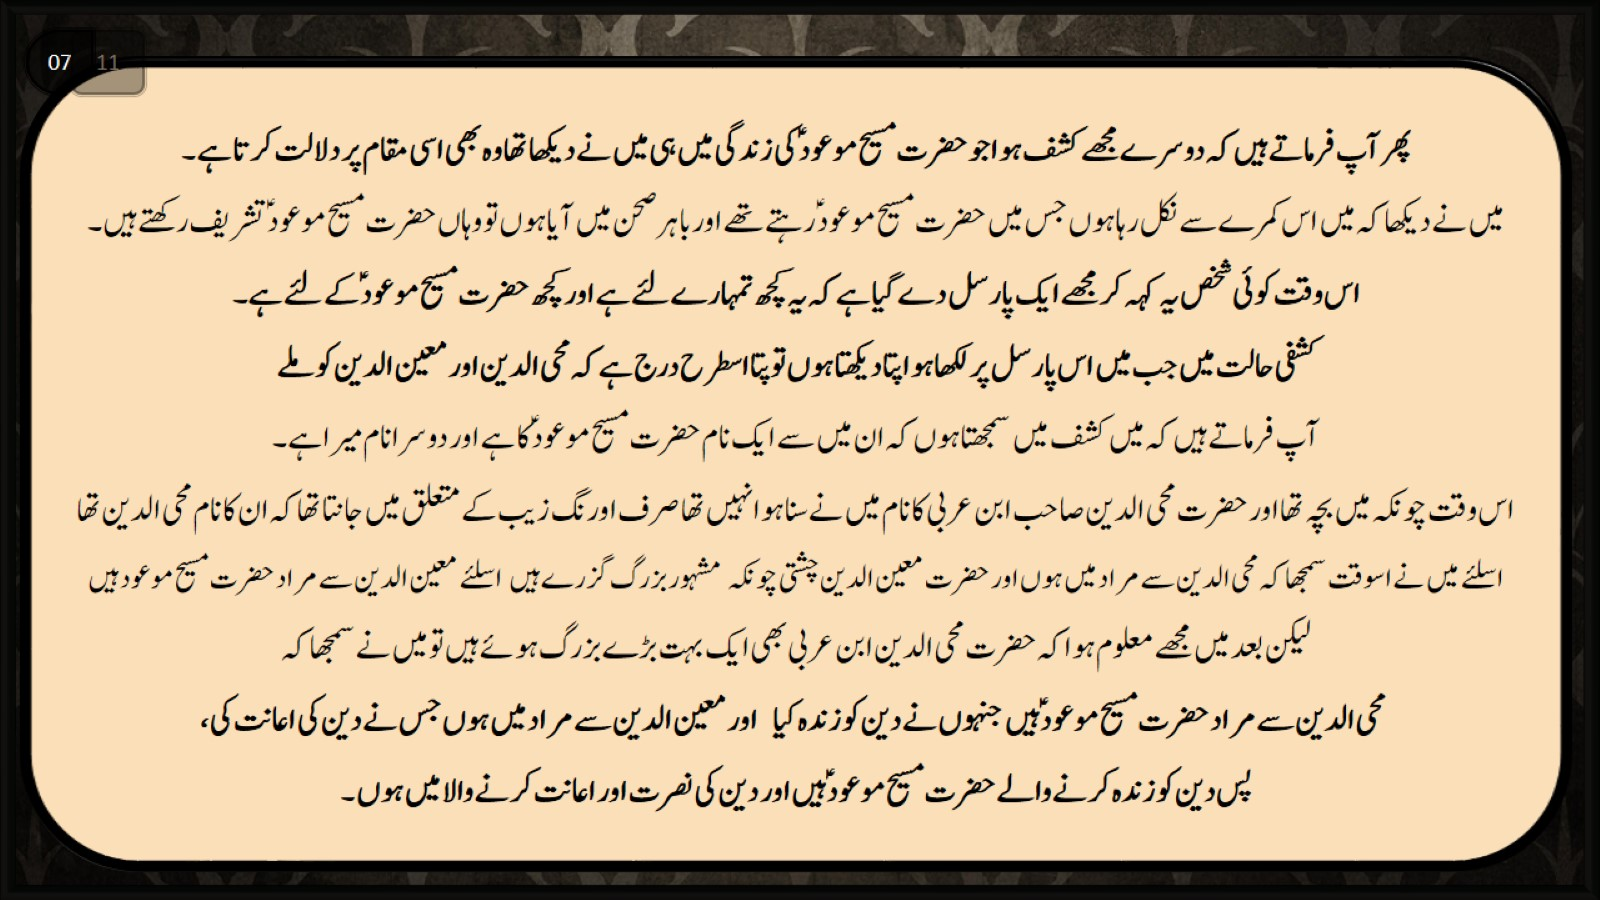 07 11
پھر آپ فرماتے ہیں کہ دوسرے مجھے کشف ہوا جو حضرت مسیح موعودؑ کی زندگی میں ہی میں نے دیکھا تھا وہ بھی اسی مقام پر دلالت کرتا ہے۔
میں نے دیکھا کہ میں اس کمرے سے نکل رہا ہوں جس میں حضرت مسیح موعودؑ رہتے تھے اور باہر صحن میں آیا ہوں تو وہاں حضرت مسیح موعودؑ تشریف رکھتے ہیں۔
اس وقت کوئی شخص یہ کہہ کر مجھے ایک پارسل دے گیا ہے کہ یہ کچھ تمہارے لئے ہے اور کچھ حضرت مسیح موعودؑ کے لئے ہے۔
کشفی حالت میں جب میں اس پارسل پر لکھا ہوا پتا دیکھتا ہوں تو پتا اسطرح درج ہے کہ محی الدین اور معین الدین کو ملے
آپ فرماتے ہیں کہ میں کشف میں سمجھتا ہوں کہ ان میں سے ایک نام حضرت مسیح موعودؑ کا ہے اور دوسرا نام میرا ہے۔
اس وقت چونکہ میں بچہ تھا اور حضرت محی الدین صاحب ابن عربی کا نام میں نے سنا ہوا نہیں تھا صرف اورنگ زیب کے متعلق میں جانتا تھا کہ ان کا نام محی الدین تھا
اسلئے میں نے اسوقت سمجھا کہ محی الدین سے مراد میں ہوں اور حضرت معین الدین چشتی چونکہ مشہور بزرگ گزرے ہیں اسلئے معین الدین سے مراد حضرت مسیح موعود ہیں
لیکن بعد میں مجھے معلوم ہوا کہ حضرت محی الدین ابن عربی بھی ایک بہت بڑے بزرگ ہوئے ہیں تو میں نے سمجھا کہ
محی الدین سے مراد حضرت مسیح موعودؑ ہیں جنہوں نے دین کو زندہ کیا اور معین الدین سے مراد میں ہوں جس نے دین کی اعانت کی،
پس دین کو زندہ کرنے والے حضرت مسیح موعودؑ ہیں اور دین کی نصرت اور اعانت کرنے والا میں ہوں۔